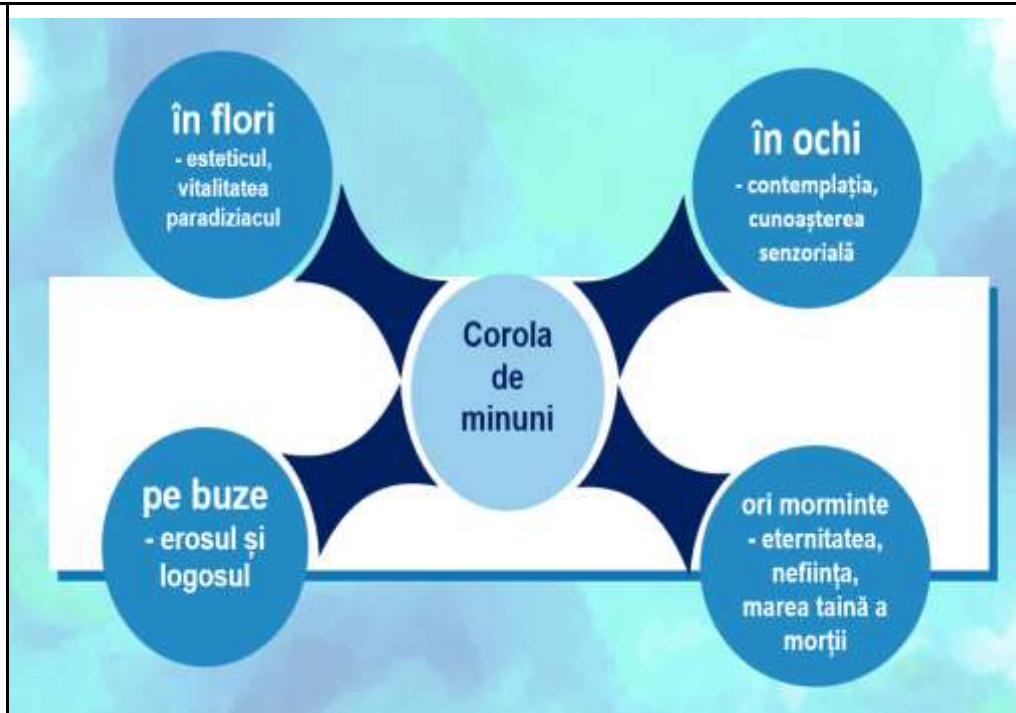 în flori
- esteticul,
vitalitatea
paradiziacul
în ochi
- contemplația,
cunoașterea
senzorială
Corola
de
minuni
pe buze
- erosul și
logosul
ori morminte
- eternitatea,
neființa,
marea taină a
morții